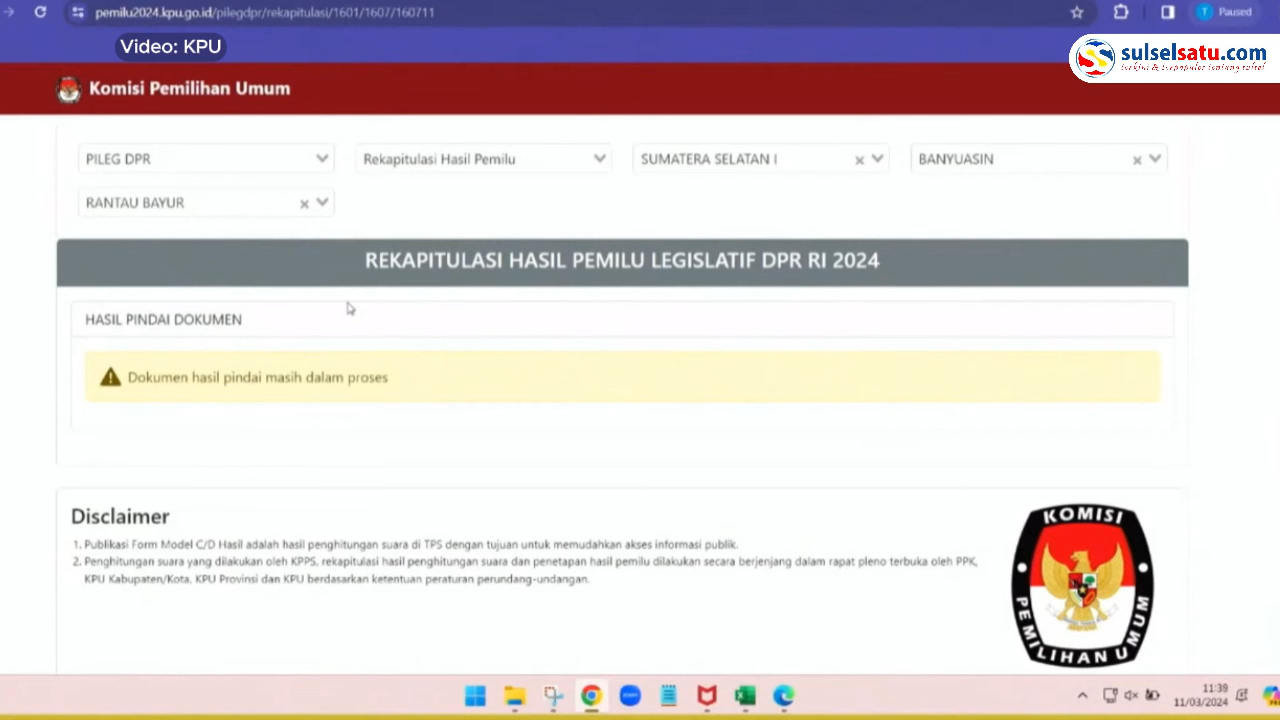 pemilu2024.kpu.go.id/pilegdpr/rekapitulasi/1601/1607/160711
T Paused
Video: KPU
sulselsatu.com
terkini & terpopuler tentang sulsel
Komisi Pemilihan Umum
PILEG DPR
Rekapitulasi Hasil Pemilu
SUMATERA SELATAN I
BANYUASIN
RANTAU BAYUR
REKAPITULASI HASIL PEMILU LEGISLATIF DPR RI 2024
HASIL PINDAI DOKUMEN
Dokumen hasil pindai masih dalam proses
Disclaimer
1. Publikasi Form Model C/D Hasil adalah hasil penghitungan suara di TPS dengan tujuan untuk memudahkan akses informasi publik.
2. Penghitungan suara yang dilakukan oleh KPPS, rekapitulasi hasil penghitungan suara dan penetapan hasil pemilu dilakukan secara berjenjang dalam rapat pleno terbuka oleh PPK,
KPU Kabupaten/Kota, KPU Provinsi dan KPU berdasarkan ketentuan peraturan perundang-undangan.
KOMISI
PEMILIHAN UMUM
11:39
11/03/2024